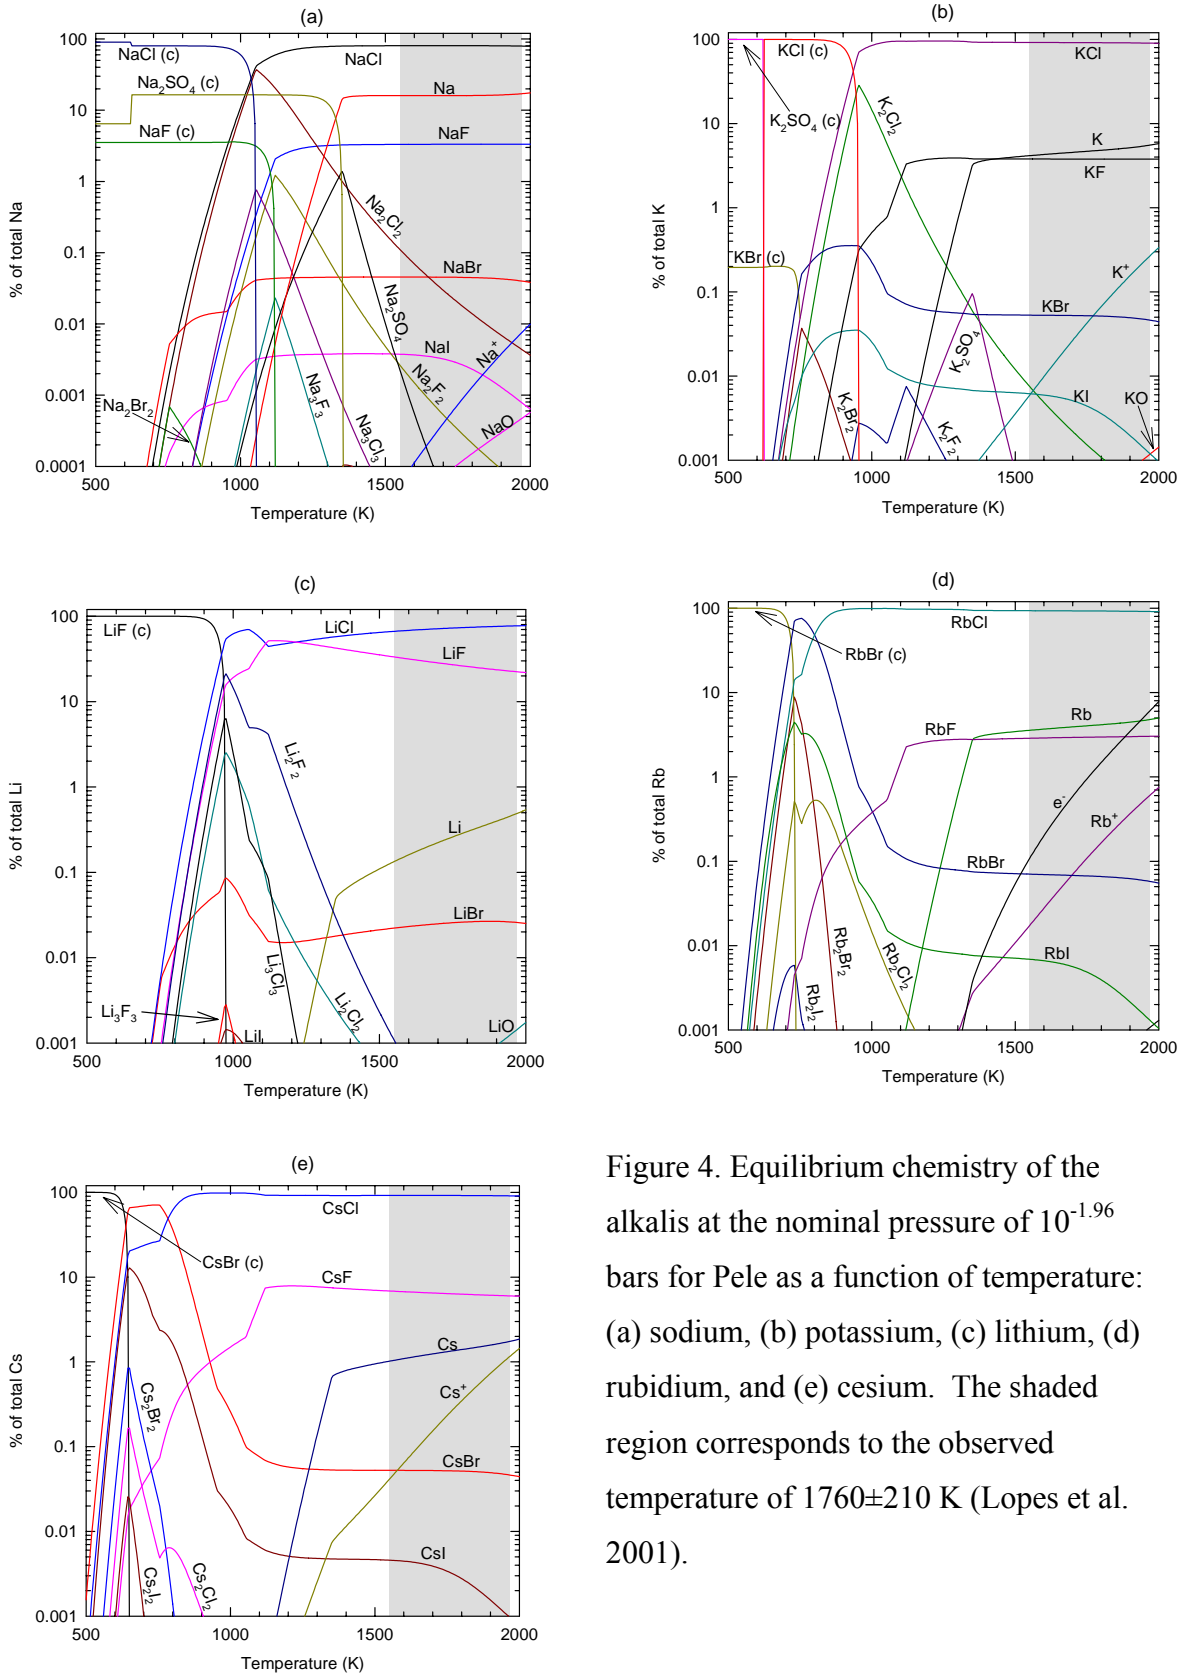 (a)
100
10
1
0.1
0.01
0.001
0.0001
% of total Na
500
1000
1500
2000
Temperature (K)
NaCl (c)
Na2SO4 (c)
NaF (c)
NaCl
Na
NaF
Na2Cl2
NaBr
Na2SO4
NaI
Na+
Na2F2
Na2Br2
Na3F3
Na3Cl3
NaO
(b)
100
10
1
0.1
0.01
0.001
% of total K
500
1000
1500
2000
Temperature (K)
KCl (c)
KCl
K2SO4 (c)
K2Cl2
K
KF
KBr (c)
K+
KBr
K2SO4
K2Br2
K2F2
KI
KO
(c)
100
10
1
0.1
0.01
0.001
% of total Li
500
1000
1500
2000
Temperature (K)
LiF (c)
LiCl
LiF
Li2F2
Li
LiBr
Li3Cl3
Li2Cl2
Li3F3
LiI
LiO
(d)
100
10
1
0.1
0.01
0.001
% of total Rb
500
1000
1500
2000
Temperature (K)
RbCl
RbBr (c)
RbF
Rb
e-
Rb+
RbBr
RbI
Rb2Br2
Rb2Cl2
Rb2I2
(e)
100
10
1
0.1
0.01
0.001
% of total Cs
500
1000
1500
2000
Temperature (K)
CsCl
CsBr (c)
CsF
Cs
Cs+
Cs2Br2
CsBr
CsI
Cs2I2
Cs2Cl2
Figure 4. Equilibrium chemistry of the
alkalis at the nominal pressure of 10-1.96
bars for Pele as a function of temperature:
(a) sodium, (b) potassium, (c) lithium, (d)
rubidium, and (e) cesium. The shaded
region corresponds to the observed
temperature of 1760±210 K (Lopes et al.
2001).